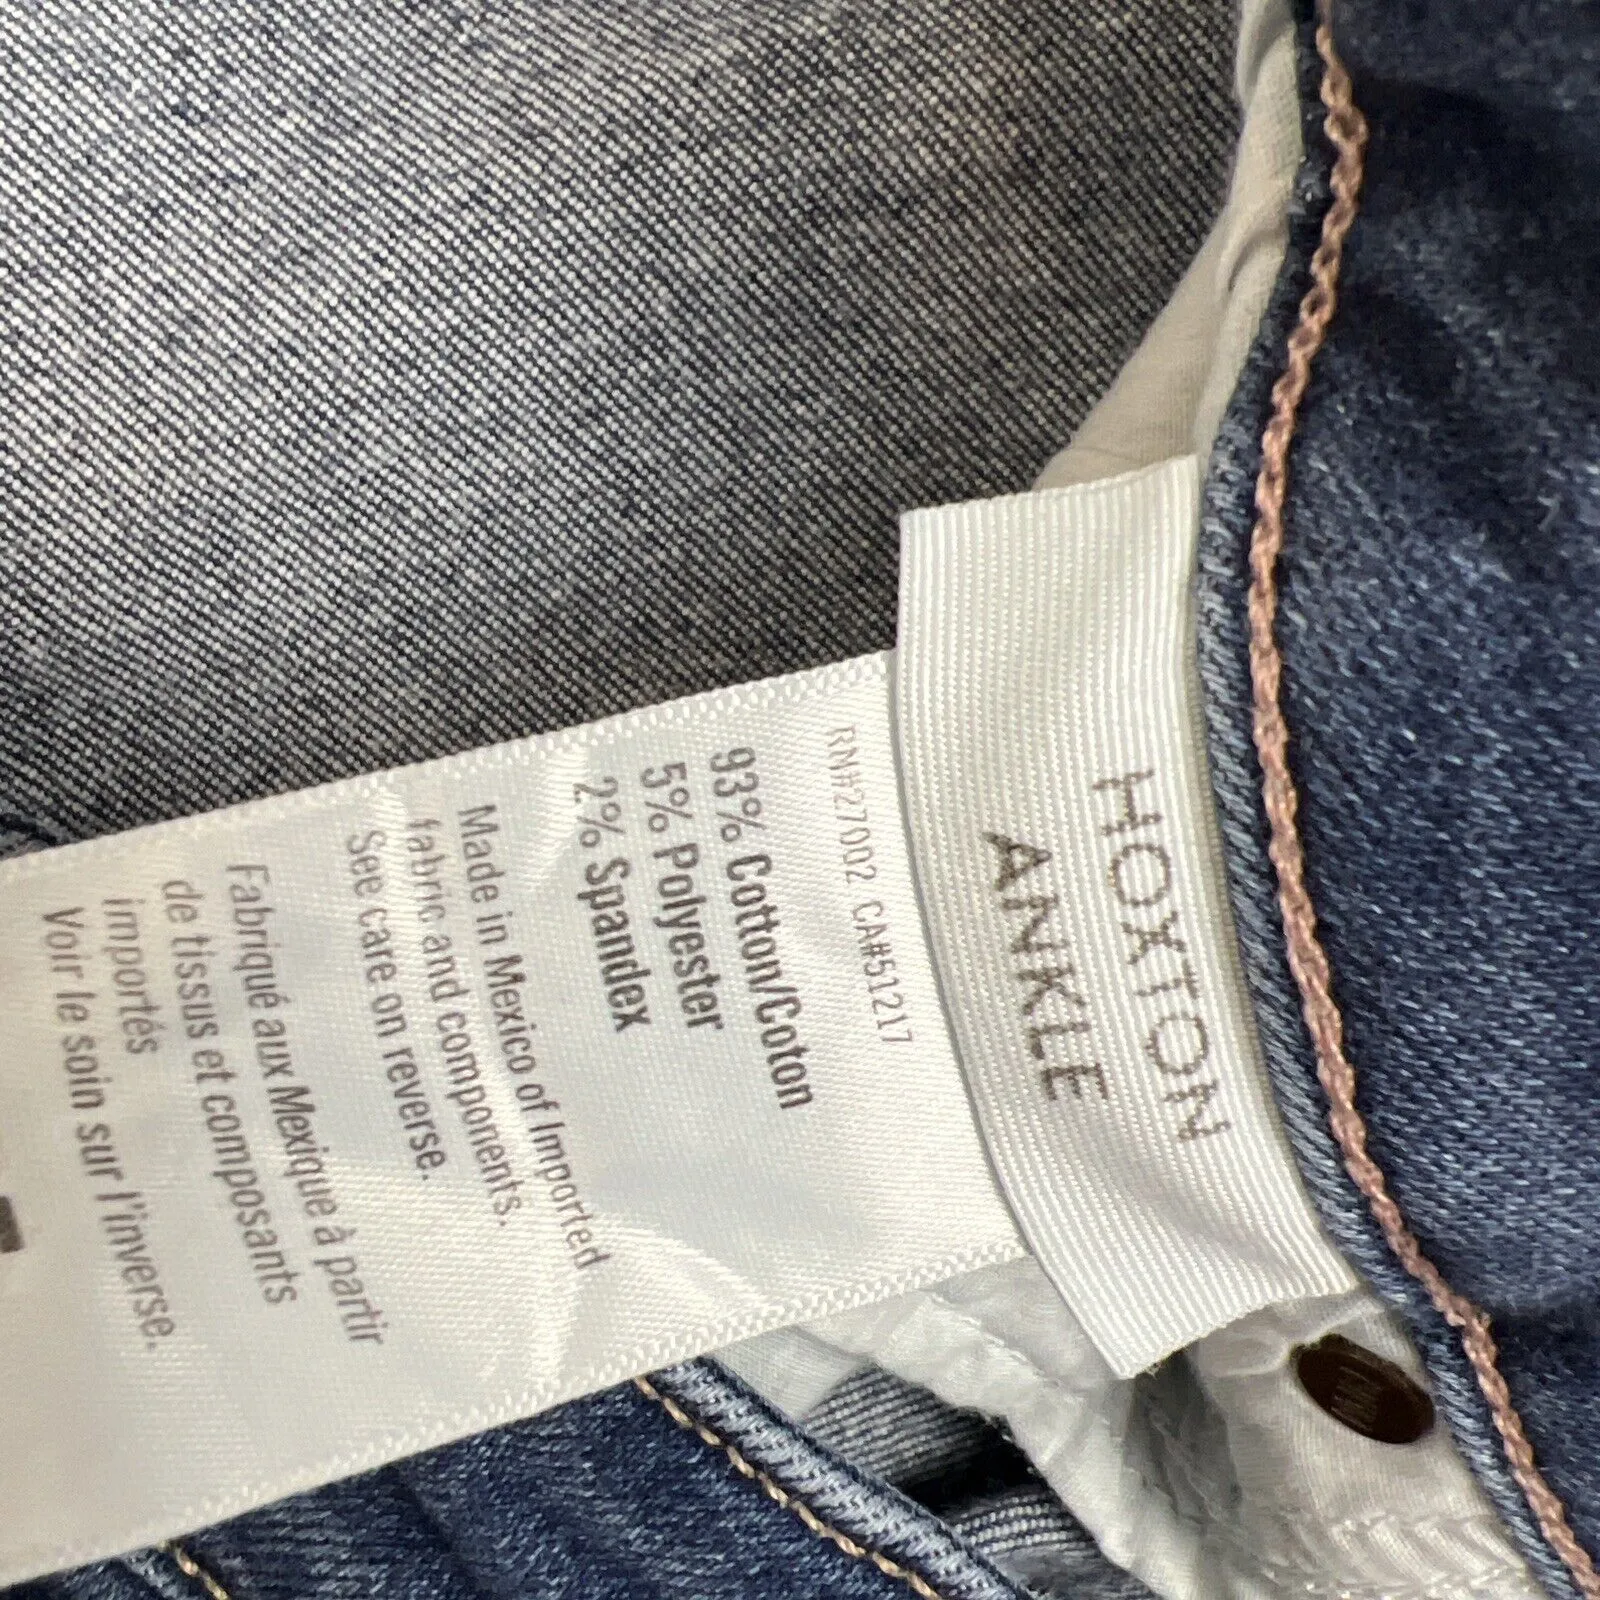 HOXTON
ANKLE
RN#27002 CA#51217
93% Cotton/Coton
5% Polyester
2% Spandex
Made in Mexico of Imported
fabric and components.
See care on reverse.
Fabriqué aux Mexique à partir
de tissus et composants
importés
Voir le soin sur l'inverse.